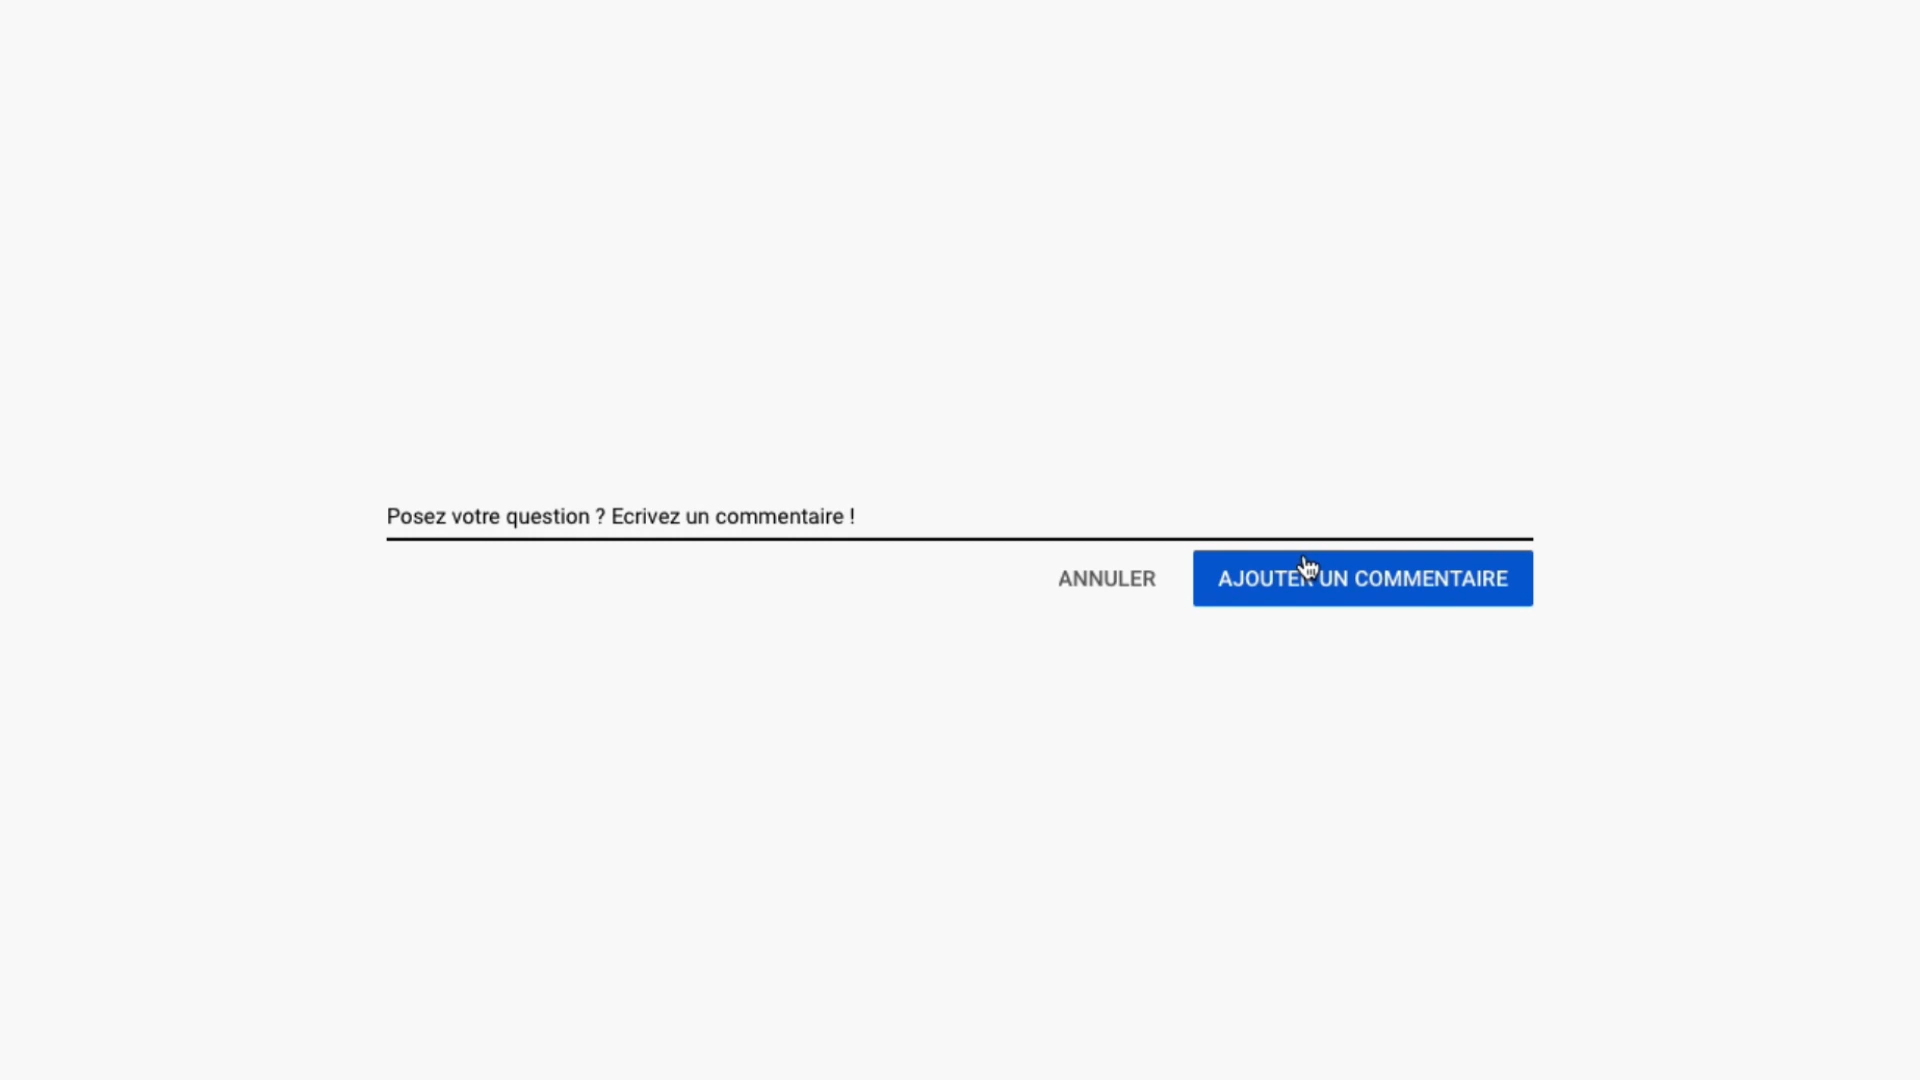 Posez votre question ? Ecrivez un commentaire !
ANNULER
AJOUTER UN COMMENTAIRE